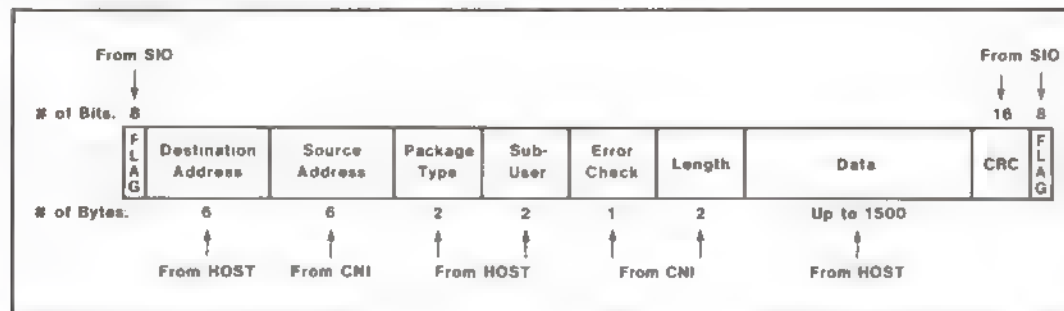 From SIO
From SIO
# of Bits. 8
16 8
FLAG
Destination Address
Source Address
Package Type
Sub-User
Error Check
Length
Data
CRC
FLAG
# of Bytes. 6 6 2 2 1 2 Up to 1500
From HOST From CNI From HOST From CNI From HOST